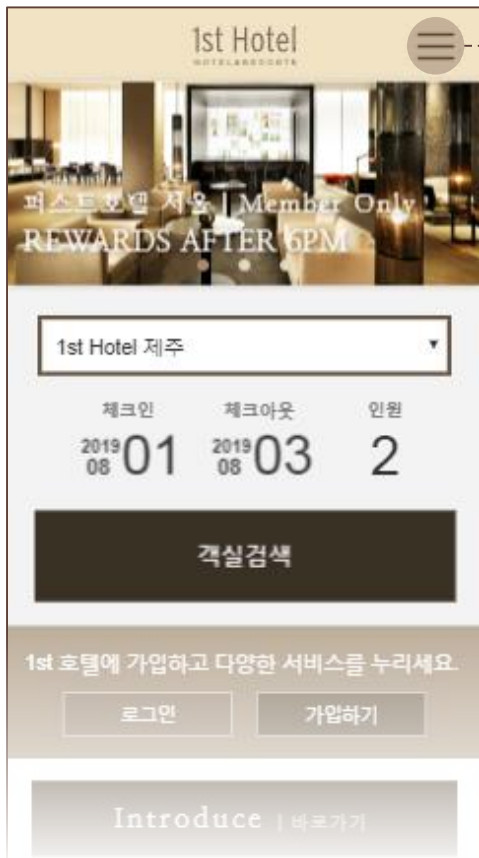 1st Hotel
HOTEL&RESORTS
퍼스트호텔 서울 | Member Only
REWARDS AFTER 6PM
1st Hotel 제주
체크인 체크아웃 인원
2019 08 01 2019 08 03 2
객실검색
1st 호텔에 가입하고 다양한 서비스를 누리세요.
로그인 가입하기
Introduce | 바로가기